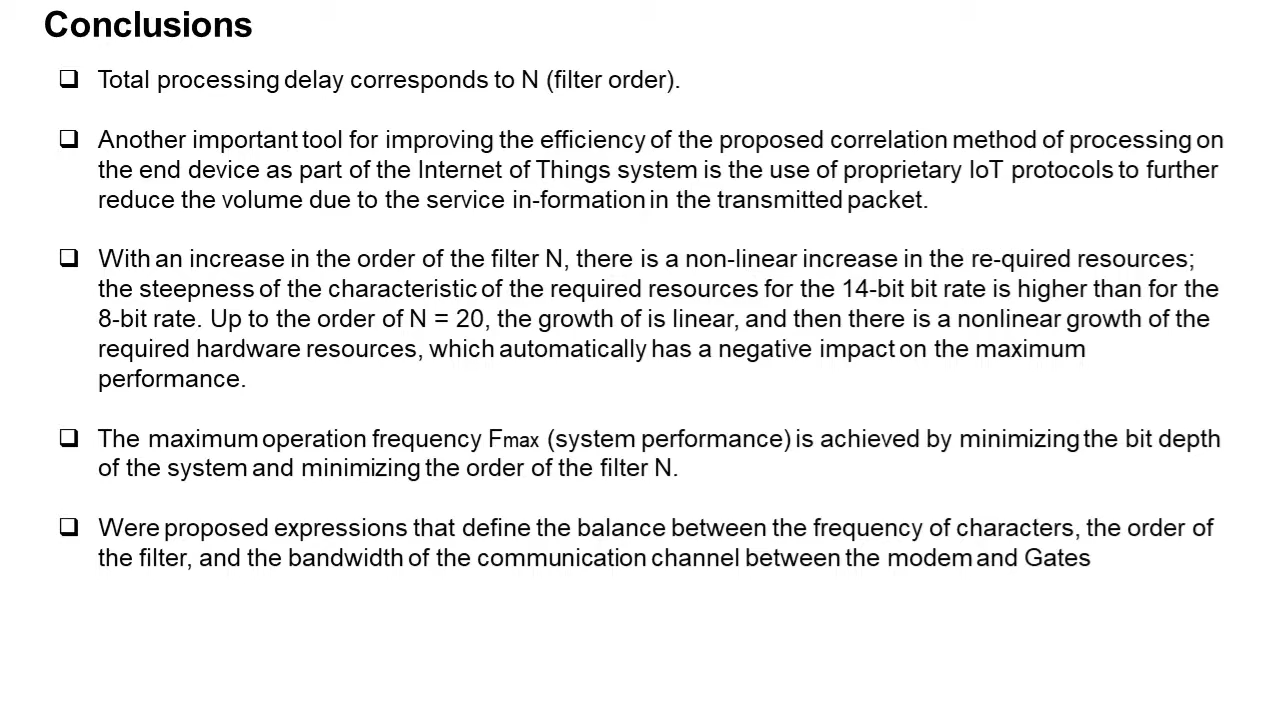 Conclusions
❑ Total processing delay corresponds to N (filter order).
❑ Another important tool for improving the efficiency of the proposed correlation method of processing on
the end device as part of the Internet of Things system is the use of proprietary IoT protocols to further
reduce the volume due to the service in-formation in the transmitted packet.
❑ With an increase in the order of the filter N, there is a non-linear increase in the re-quired resources;
the steepness of the characteristic of the required resources for the 14-bit bit rate is higher than for the
8-bit rate. Up to the order of N = 20, the growth of is linear, and then there is a nonlinear growth of the
required hardware resources, which automatically has a negative impact on the maximum
performance.
❑ The maximum operation frequency Fmax (system performance) is achieved by minimizing the bit depth
of the system and minimizing the order of the filter N.
❑ Were proposed expressions that define the balance between the frequency of characters, the order of
the filter, and the bandwidth of the communication channel between the modem and Gates